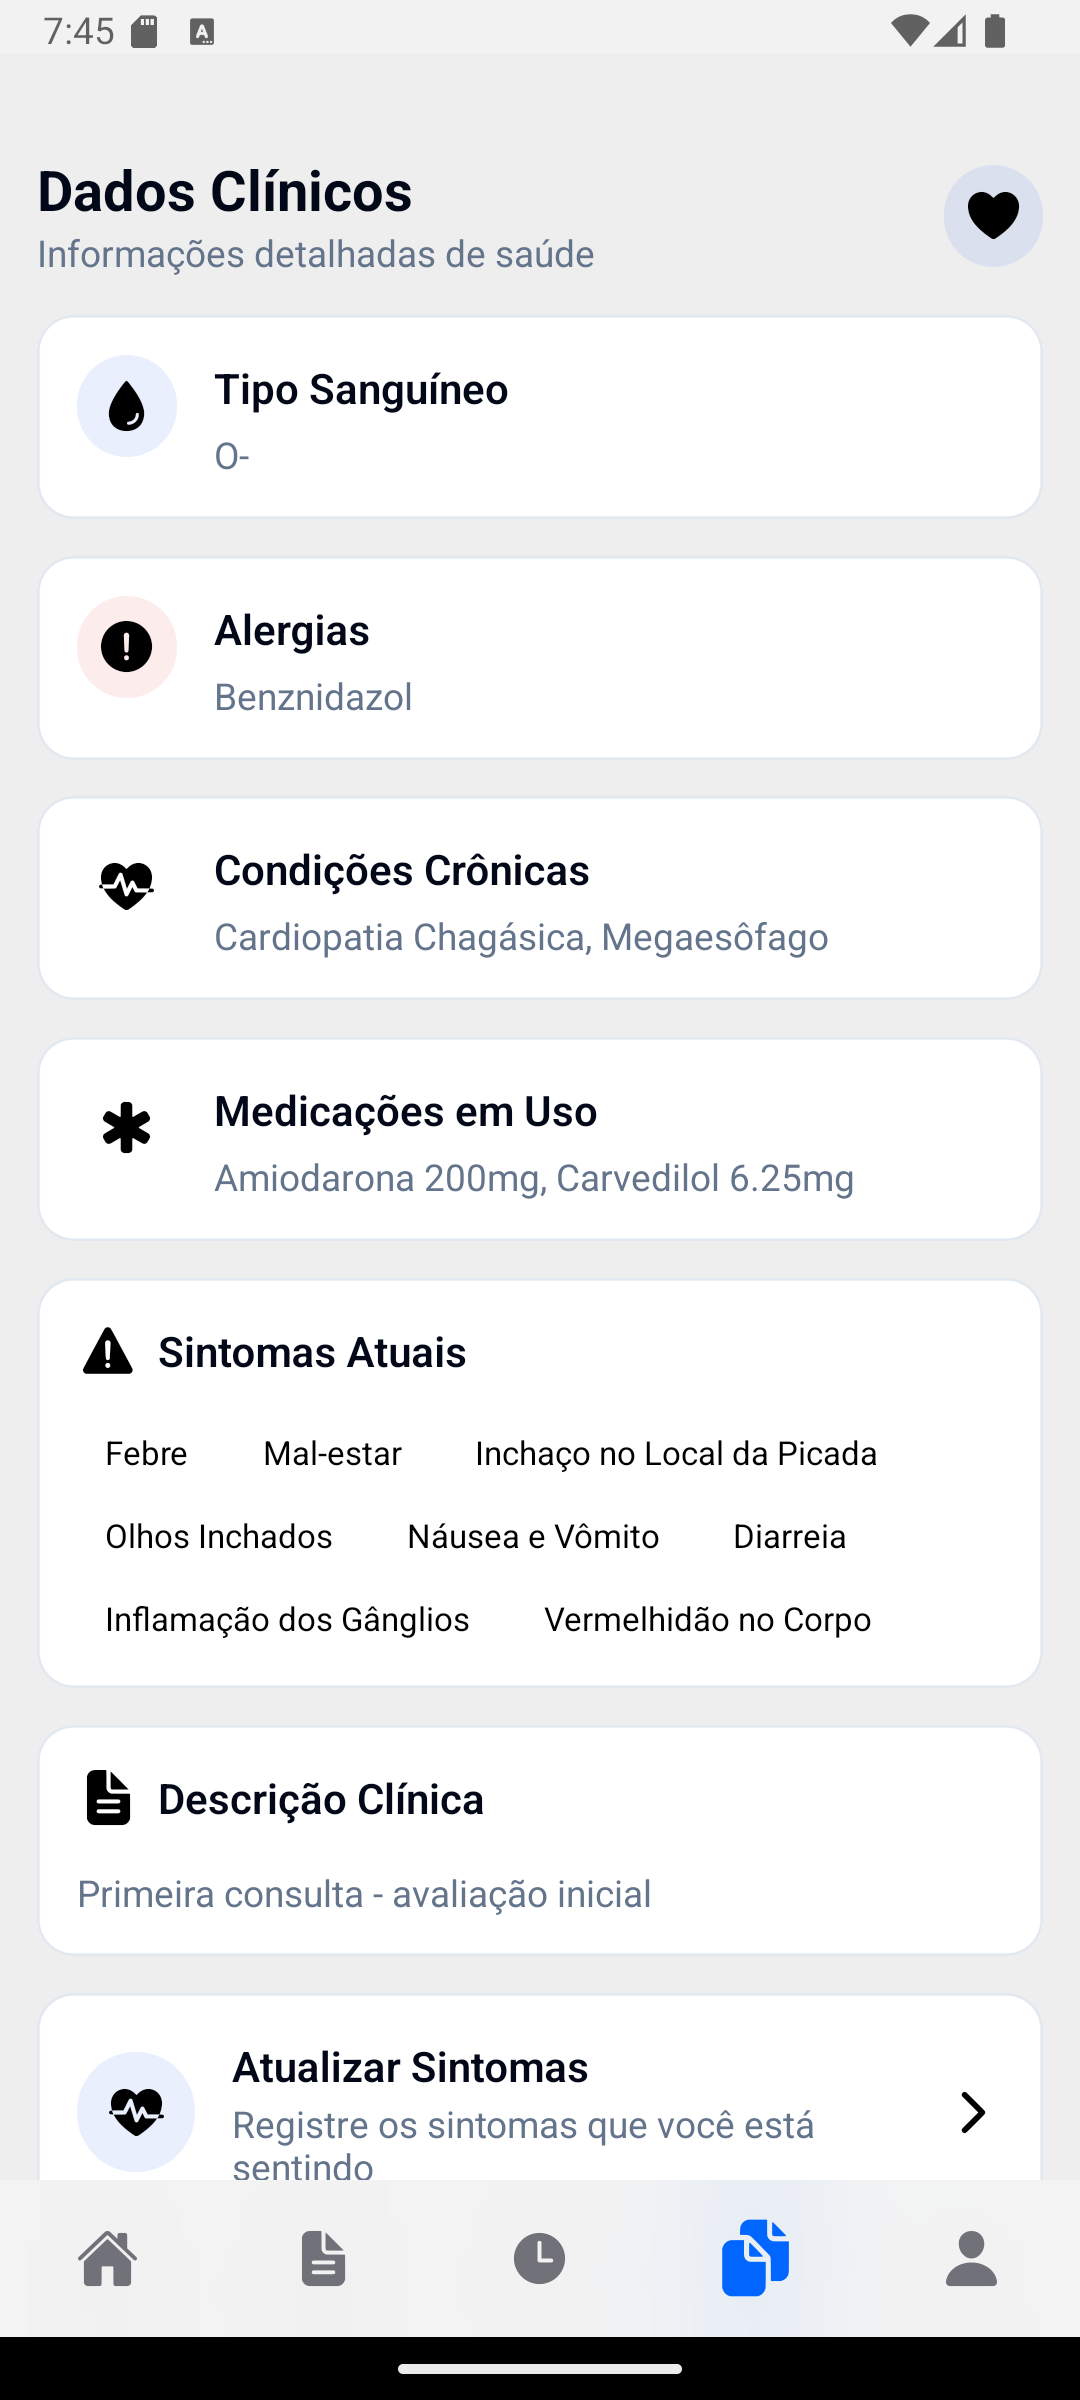 7:45
Dados Clínicos
Informações detalhadas de saúde
Tipo Sanguíneo
O-
Alergias
Benznidazol
Condições Crônicas
Cardiopatia Chagásica, Megaesôfago
Medicações em Uso
Amiodarona 200mg, Carvedilol 6.25mg
Sintomas Atuais
Febre Mal-estar Inchaço no Local da Picada
Olhos Inchados Náusea e Vômito Diarreia
Inflamação dos Gânglios Vermelhidão no Corpo
Descrição Clínica
Primeira consulta - avaliação inicial
Atualizar Sintomas
Registre os sintomas que você está
sentindo